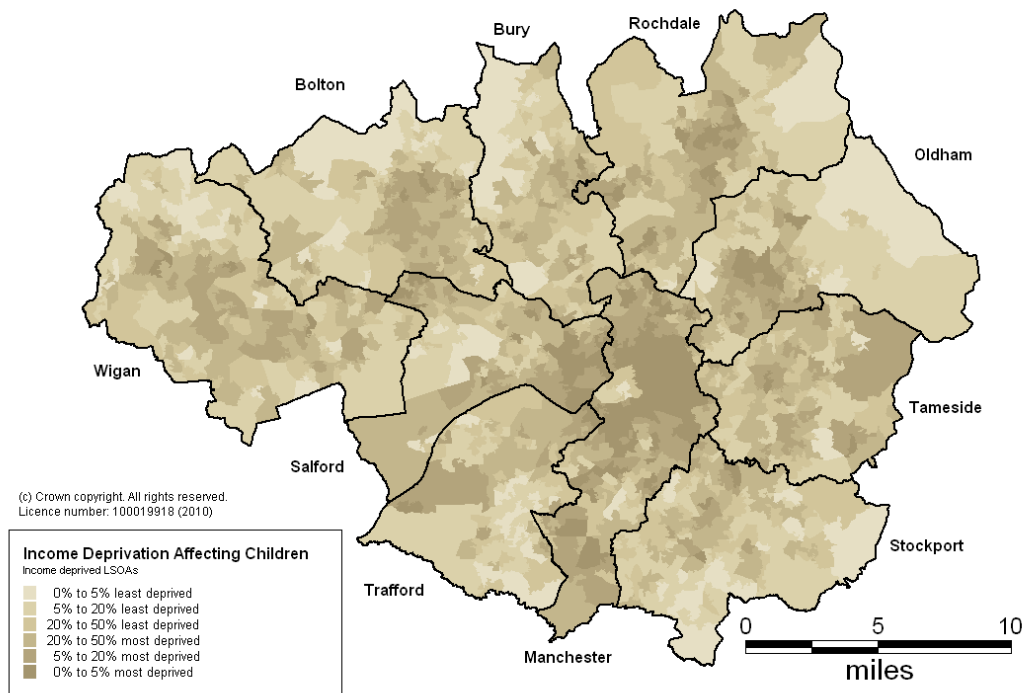 Bury
Rochdale
Bolton
Oldham
Wigan
Tameside
Salford
(c) Crown copyright. All rights reserved.
Licence number: 100019918 (2010)
Stockport
Trafford
Manchester
Income Deprivation Affecting Children
Income deprived LSOAs
0% to 5% least deprived
5% to 20% least deprived
20% to 50% least deprived
20% to 50% most deprived
5% to 20% most deprived
0% to 5% most deprived
0 5 10
miles